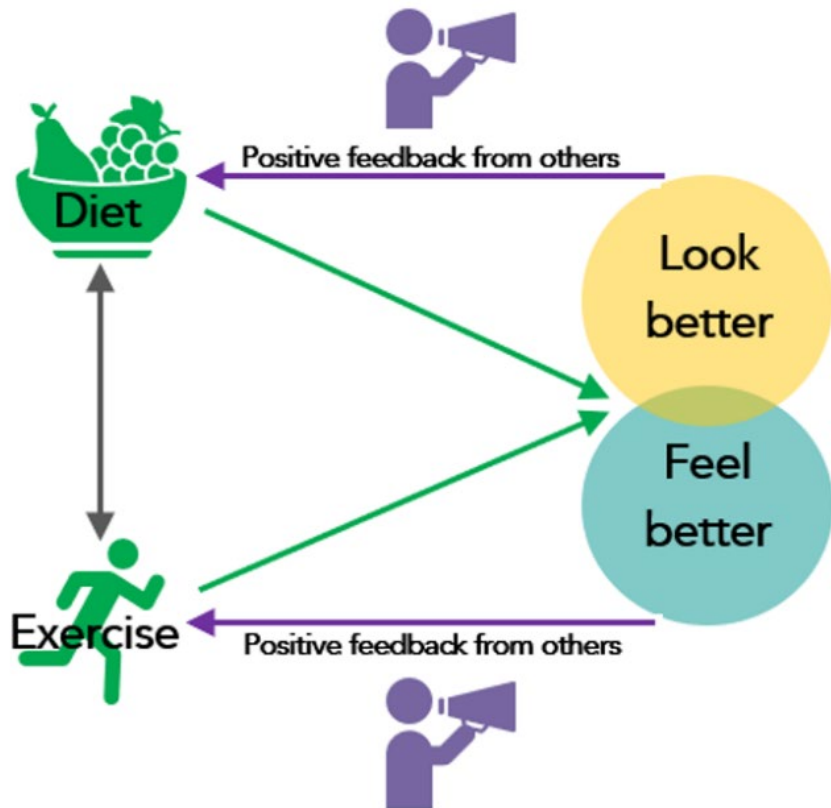 Positive feedback from others
Diet
Look
better
Feel
better
Exercise
Positive feedback from others